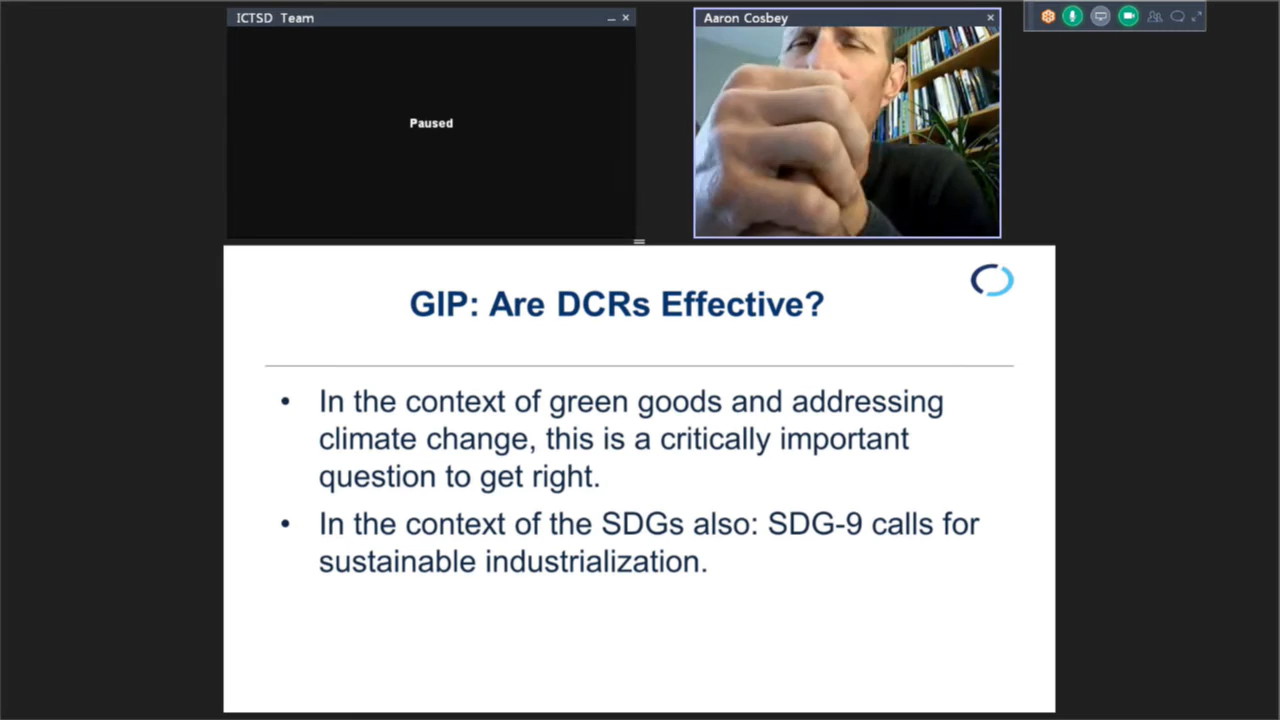 ICTSD Team
Aaron Cosbey
Paused
GIP: Are DCRs Effective?
• In the context of green goods and addressing
climate change, this is a critically important
question to get right.
• In the context of the SDGs also: SDG-9 calls for
sustainable industrialization.